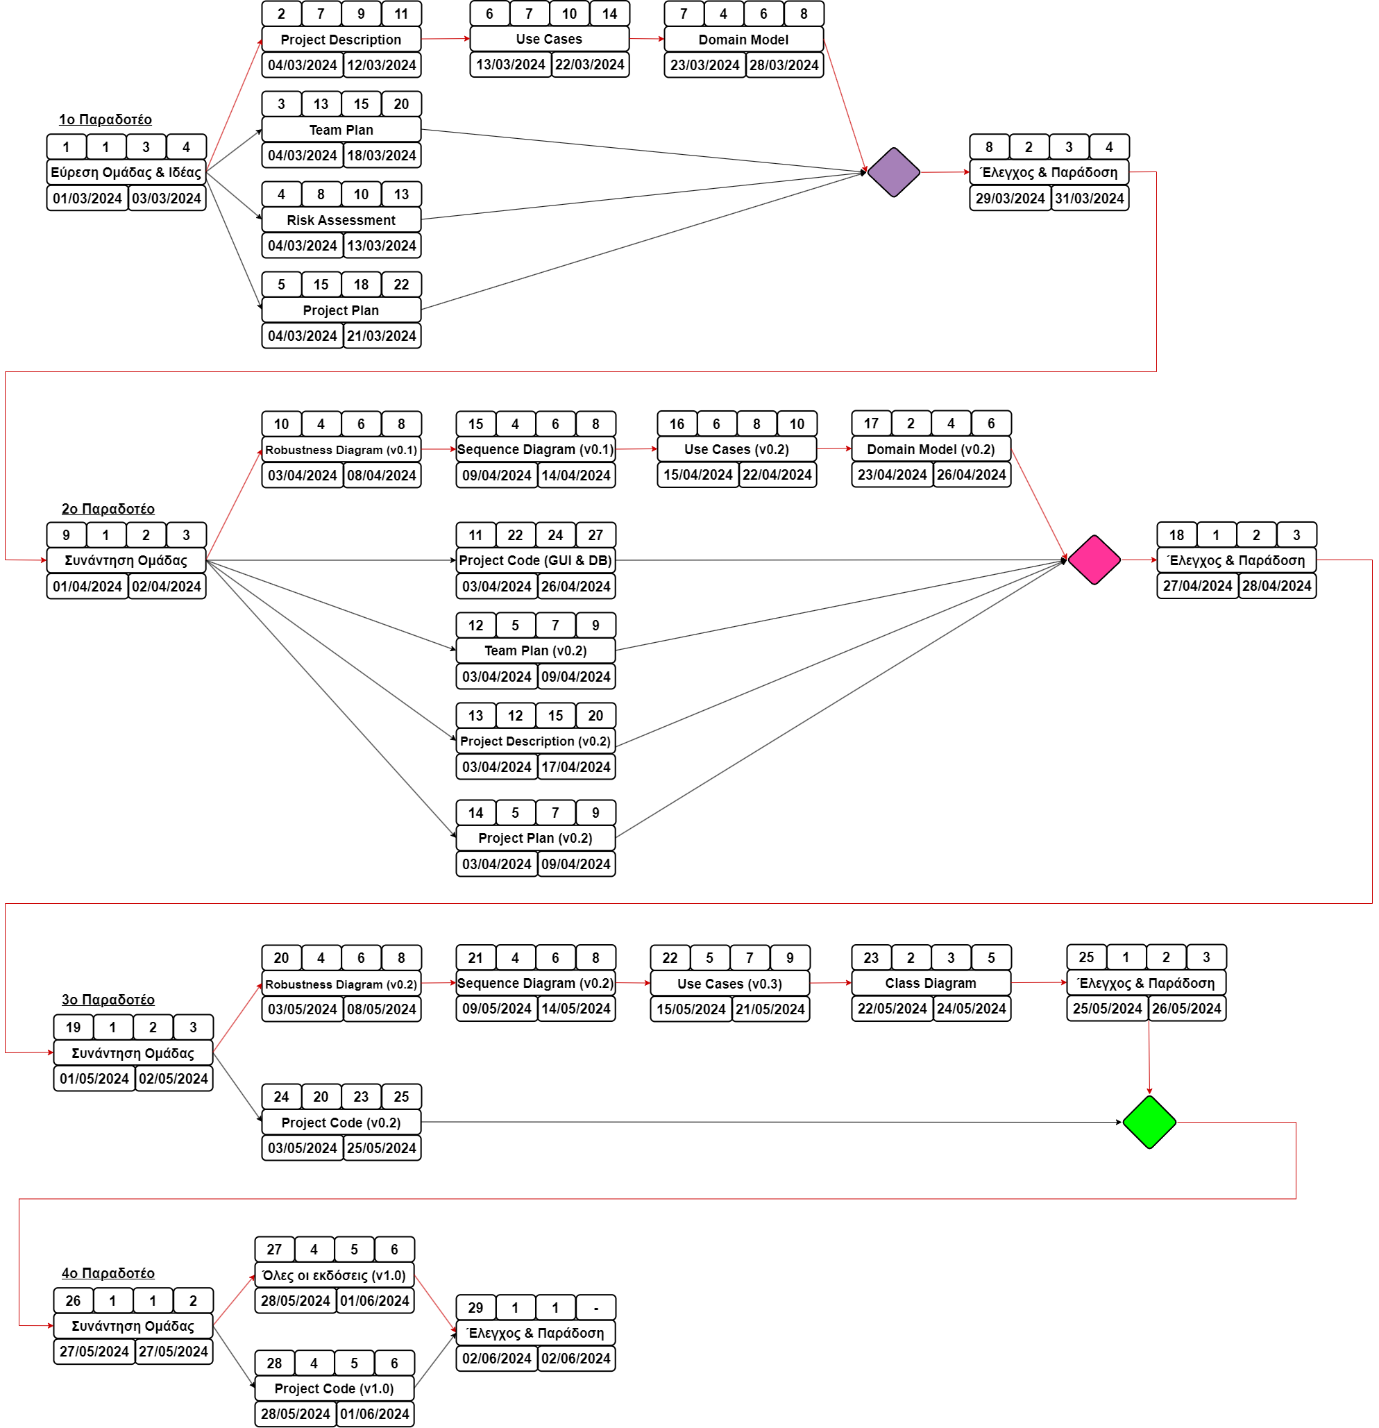 1ο Παραδοτέο
1 1 3 4
Εύρεση Ομάδας & Ιδέας
01/03/2024 03/03/2024
2 7 9 11
Project Description
04/03/2024 12/03/2024
6 7 10 14
Use Cases
13/03/2024 22/03/2024
7 4 6 8
Domain Model
23/03/2024 28/03/2024
3 13 15 20
Team Plan
04/03/2024 18/03/2024
4 8 10 13
Risk Assessment
04/03/2024 13/03/2024
5 15 18 22
Project Plan
04/03/2024 21/03/2024
8 2 3 4
Έλεγχος & Παράδοση
29/03/2024 31/03/2024
2ο Παραδοτέο
9 1 2 3
Συνάντηση Ομάδας
01/04/2024 02/04/2024
10 4 6 8
Robustness Diagram (v0.1)
03/04/2024 08/04/2024
15 4 6 8
Sequence Diagram (v0.1)
09/04/2024 14/04/2024
16 6 8 10
Use Cases (v0.2)
15/04/2024 22/04/2024
17 2 4 6
Domain Model (v0.2)
23/04/2024 26/04/2024
11 22 24 27
Project Code (GUI & DB)
03/04/2024 26/04/2024
12 5 7 9
Team Plan (v0.2)
03/04/2024 09/04/2024
13 12 15 20
Project Description (v0.2)
03/04/2024 17/04/2024
14 5 7 9
Project Plan (v0.2)
03/04/2024 09/04/2024
18 1 2 3
Έλεγχος & Παράδοση
27/04/2024 28/04/2024
3ο Παραδοτέο
19 1 2 3
Συνάντηση Ομάδας
01/05/2024 02/05/2024
20 4 6 8
Robustness Diagram (v0.2)
03/05/2024 08/05/2024
21 4 6 8
Sequence Diagram (v0.2)
09/05/2024 14/05/2024
22 5 7 9
Use Cases (v0.3)
15/05/2024 21/05/2024
23 2 3 5
Class Diagram
22/05/2024 24/05/2024
25 1 2 3
Έλεγχος & Παράδοση
25/05/2024 26/05/2024
24 20 23 25
Project Code (v0.2)
03/05/2024 25/05/2024
4ο Παραδοτέο
26 1 1 2
Συνάντηση Ομάδας
27/05/2024 27/05/2024
27 4 5 6
Όλες οι εκδόσεις (v1.0)
28/05/2024 01/06/2024
28 4 5 6
Project Code (v1.0)
28/05/2024 01/06/2024
29 1 1 -
Έλεγχος & Παράδοση
02/06/2024 02/06/2024